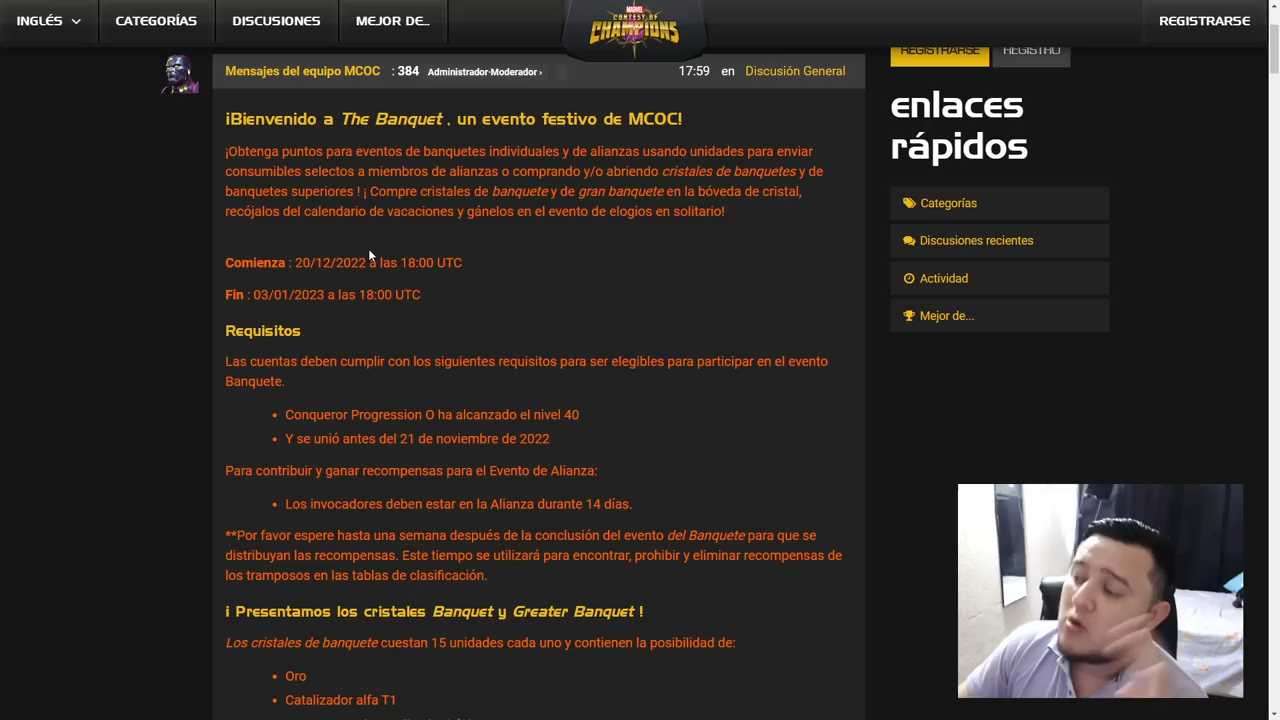 INGLÉS
CATEGORÍAS
DISCUSIONES
MEJOR DE...
MARVEL
CONTEST OF
CHAMPIONS
REGISTRARSE
REGISTRARSE
REGISTRO
Mensajes del equipo MCOC : 384 Administrador-Moderador › 17:59 en Discusión General
¡Bienvenido a The Banquet , un evento festivo de MCOC!
¡Obtenga puntos para eventos de banquetes individuales y de alianzas usando unidades para enviar
consumibles selectos a miembros de alianzas o comprando y/o abriendo cristales de banquetes y de
banquetes superiores ! ¡ Compre cristales de banquete y de gran banquete en la bóveda de cristal,
recójalos del calendario de vacaciones y gánelos en el evento de elogios en solitario!
Comienza : 20/12/2022 a las 18:00 UTC
Fin : 03/01/2023 a las 18:00 UTC
Requisitos
Las cuentas deben cumplir con los siguientes requisitos para ser elegibles para participar en el evento
Banquete.
• Conqueror Progression O ha alcanzado el nivel 40
• Y se unió antes del 21 de noviembre de 2022
Para contribuir y ganar recompensas para el Evento de Alianza:
• Los invocadores deben estar en la Alianza durante 14 días.
**Por favor espere hasta una semana después de la conclusión del evento del Banquete para que se
distribuyan las recompensas. Este tiempo se utilizará para encontrar, prohibir y eliminar recompensas de
los tramposos en las tablas de clasificación.
¡ Presentamos los cristales Banquet y Greater Banquet !
Los cristales de banquete cuestan 15 unidades cada uno y contienen la posibilidad de:
• Oro
• Catalizador alfa T1
enlaces
rápidos
Categorías
Discusiones recientes
Actividad
Mejor de...